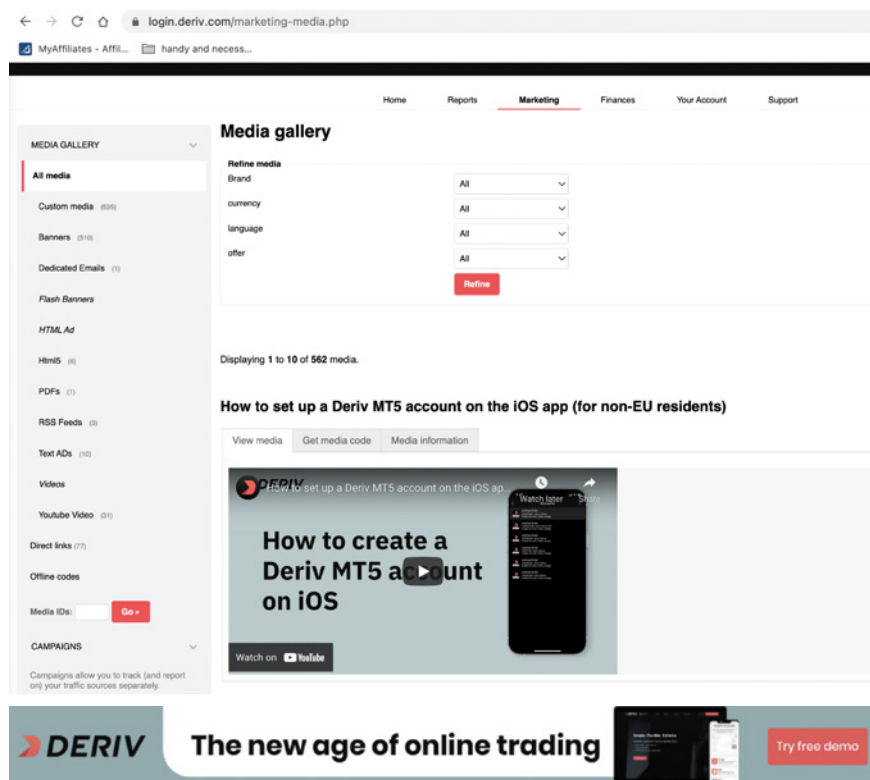 login.deriv.com/marketing-media.php
MyAffiliates - Affil... handy and necess...
Home Reports Marketing Finances Your Account Support
MEDIA GALLERY
All media
Custom media (535)
Banners (510)
Dedicated Emails (1)
Flash Banners
HTML Ad
Html5 (6)
PDFs (1)
RSS Feeds (3)
Text ADs (10)
Videos
Youtube Video (31)
Direct links (77)
Offline codes
Media IDs: Go »
CAMPAIGNS
Campaigns allow you to track (and report
on) your traffic sources separately.
Media gallery
Refine media
Brand All
currency All
language All
offer All
Refine
Displaying 1 to 10 of 562 media.
How to set up a Deriv MT5 account on the iOS app (for non-EU residents)
View media Get media code Media information
DERIV
How to set up a Deriv MT5 account on the iOS ap...
Watch later Share
How to create a
Deriv MT5 account
on iOS
Watch on YouTube
DERIV The new age of online trading Try free demo